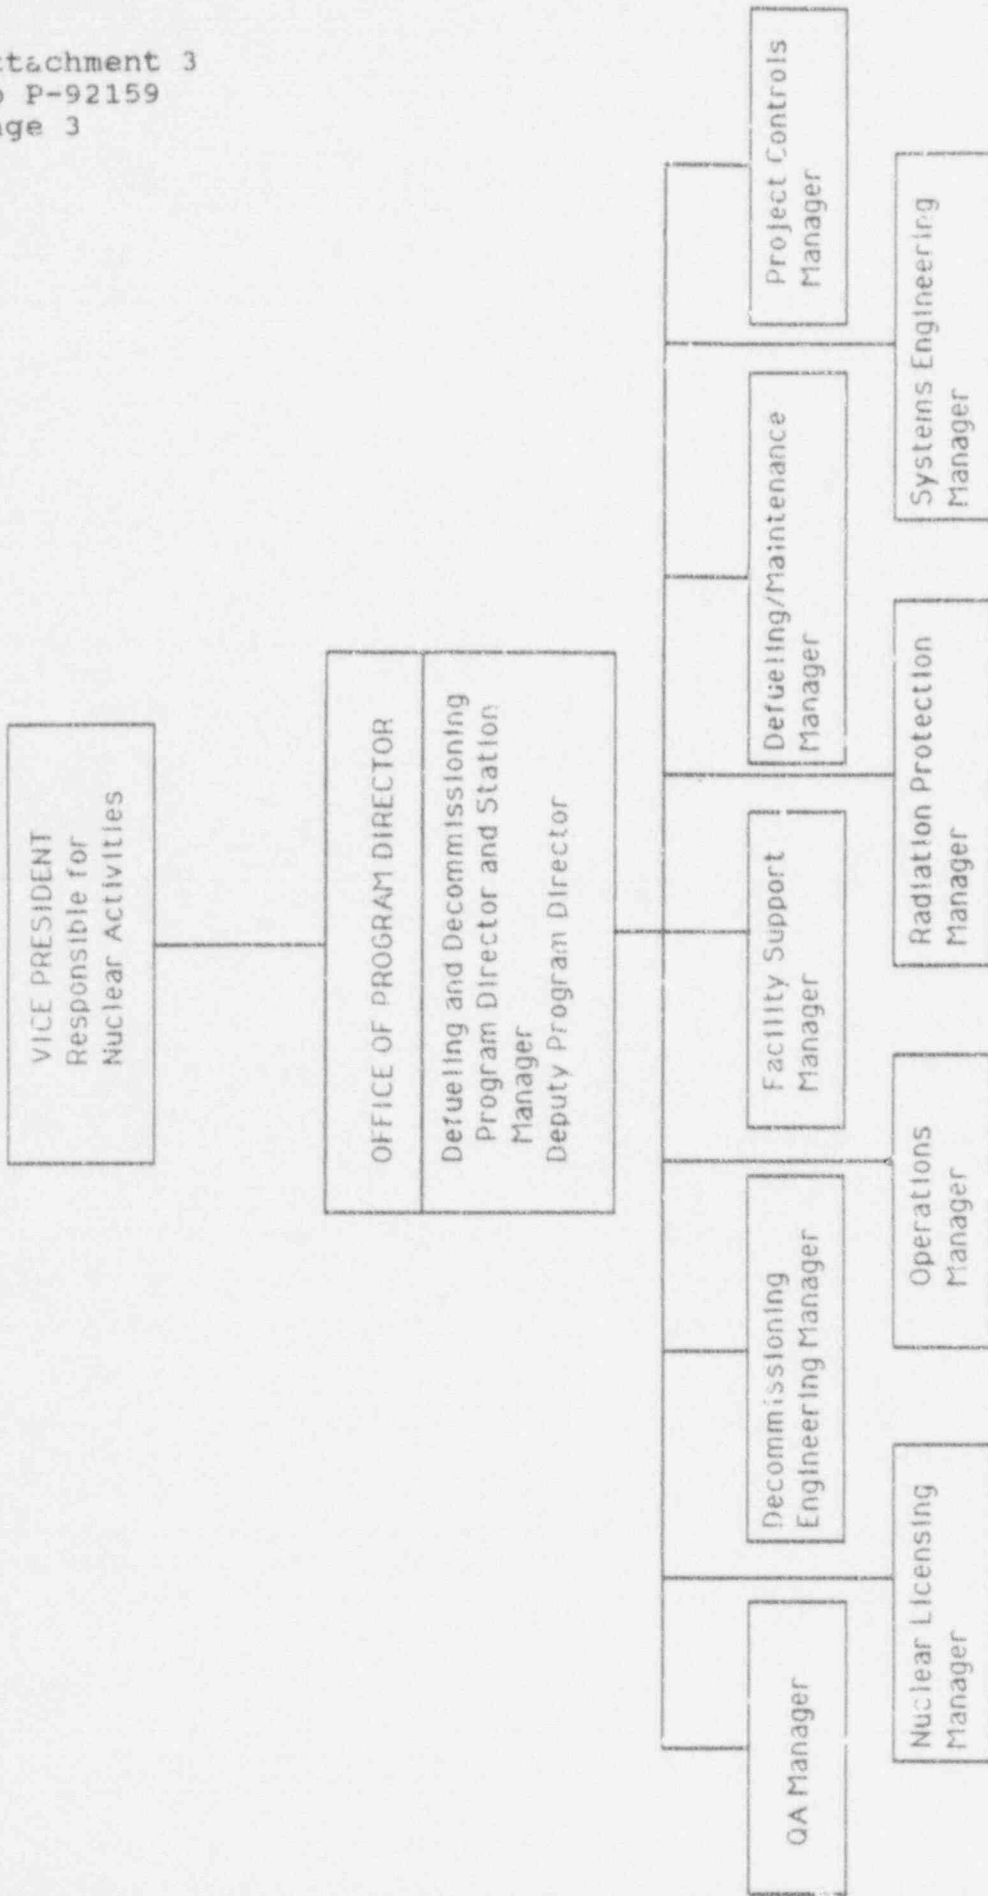 ttachment 3
o P-92159
age 3
VICE PRESIDENT
Responsible for
Nuclear Activities
OFFICE OF PROGRAM DIRECTOR
Defueling and Decommissioning
Program Director and Station
Manager
Deputy Program Director
QA Manager
Decommissioning
Engineering Manager
Facility Support
Manager
Defueling/Maintenance
Manager
Project Controls
Manager
Nuclear Licensing
Manager
Operations
Manager
Radiation Protection
Manager
Systems Engineering
Manager